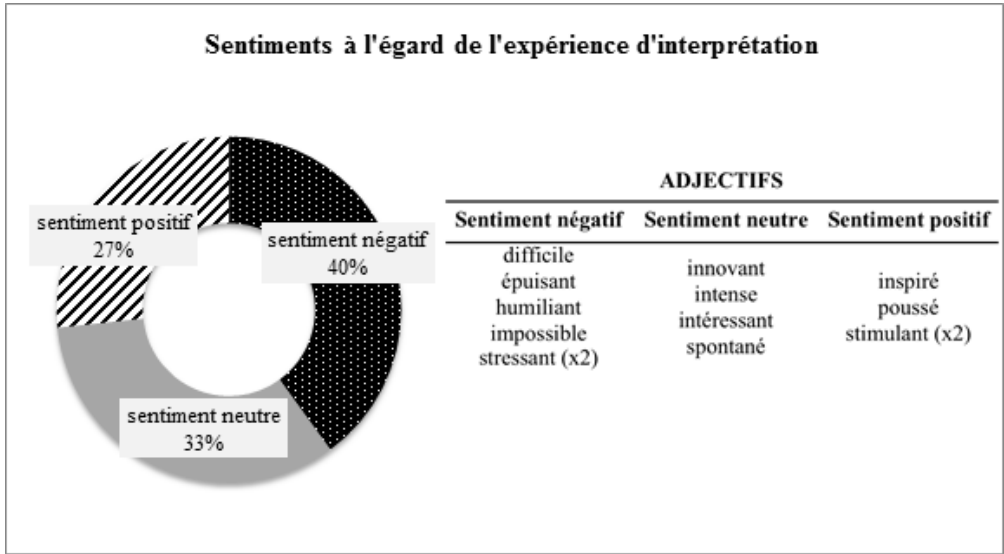 Sentiments à l'égard de l'expérience d'interprétation
sentiment positif
27%
sentiment négatif
40%
sentiment neutre
33%
ADJECTIFS
Sentiment négatif Sentiment neutre Sentiment positif
difficile
épuisant
humiliant
impossible
stressant (x2)
innovant
intense
intéressant
spontané
inspiré
poussé
stimulant (x2)